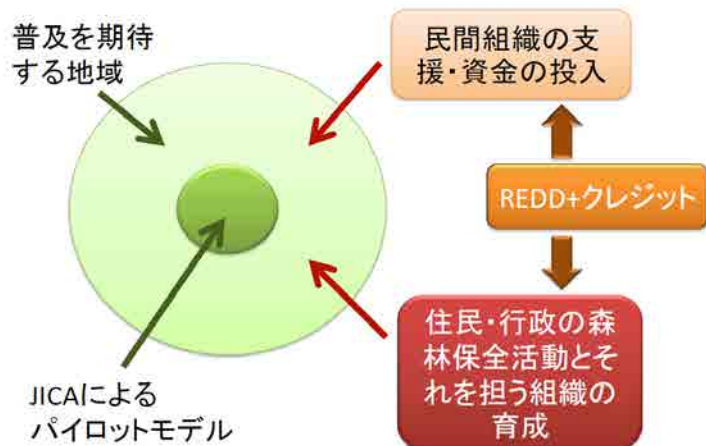 普及を期待
する地域
民間組織の支
援・資金の投入
REDD+クレジット
住民・行政の森
林保全活動とそ
れを担う組織の
育成
JICAによる
パイロットモデル